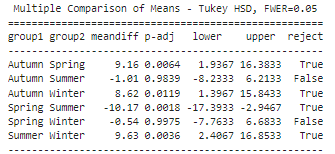 Multiple Comparison of Means - Tukey HSD, FWER=0.05
====================================================
group1 group2 meandiff p-adj lower upper reject
----------------------------------------------------
Autumn Spring 9.16 0.0064 1.9367 16.3833 True
Autumn Summer -1.01 0.9839 -8.2333 6.2133 False
Autumn Winter 8.62 0.0119 1.3967 15.8433 True
Spring Summer -10.17 0.0018 -17.3933 -2.9467 True
Spring Winter -0.54 0.9975 -7.7633 6.6833 False
Summer Winter 9.63 0.0036 2.4067 16.8533 True
----------------------------------------------------